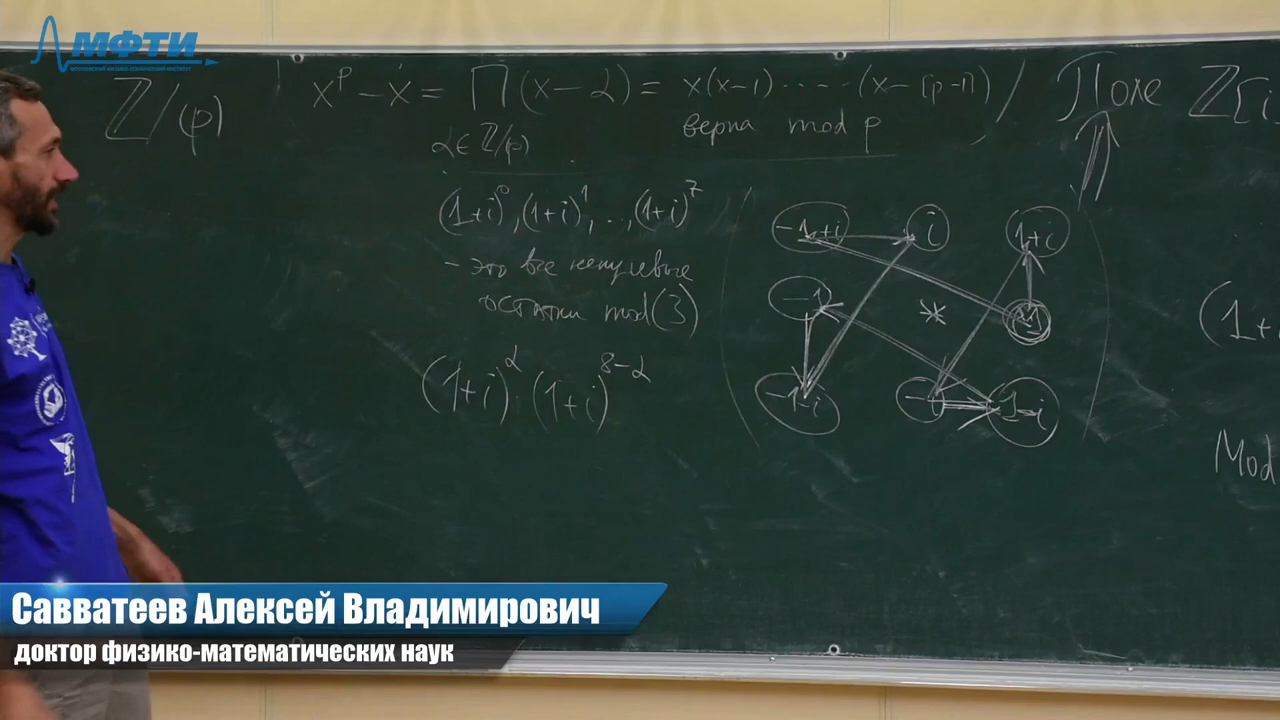 МФТИ
ℤ/(p)
x^p − x = ∏ (x−α) = x(x−1)·····(x−[p−1])
α∈ℤ/(p)
верна mod p
Поле ℤ[i
(1+i)^0, (1+i)^1, ..., (1+i)^7
– это все ненулевые
остатки mod(3)
(1+i)^α · (1+i)^{8−α}
−1+i i 1+i
−1 * 1
−1−i −i 1−i
(1+
Mod
Савватеев Алексей Владимирович
доктор физико-математических наук